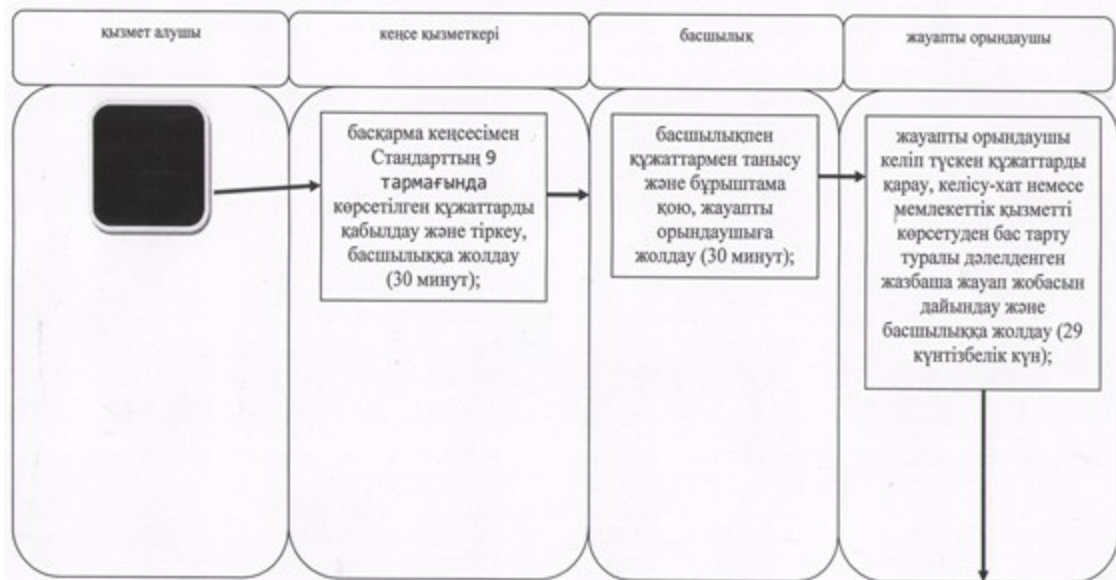 қызмет алушы
кеңсе қызметкері
басшылық
жауапты орындаушы
басқарма кеңсесімен
Стандарттың 9
тармағында
көрсетілген құжаттарды
қабылдау және тіркеу,
басшылыққа жолдау
(30 минут);
басшылықпен
құжаттармен танысу
және бұрыштама
қою, жауапты
орындаушыға
жолдау (30 минут);
жауапты орындаушы
келіп түскен құжаттарды
қарау, келісу-хат немесе
мемлекеттік қызметті
көрсетуден бас тарту
туралы дәлелденген
жазбаша жауап жобасын
дайындау және
басшылыққа жолдау (29
күнтізбелік күн);